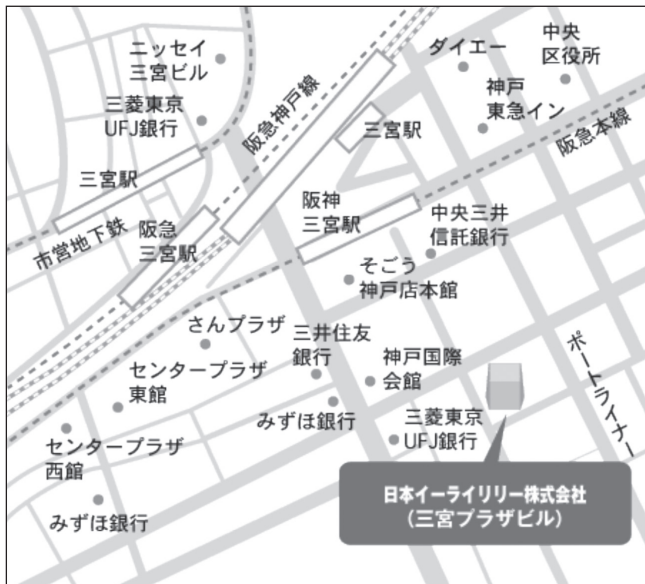 ニッセイ
三宮ビル
三菱東京
UFJ銀行
阪急神戸線
ダイエー
中央
区役所
神戸
東急イン
三宮駅
阪急本線
三宮駅
市営地下鉄
阪急
三宮駅
阪神
三宮駅
中央三井
信託銀行
そごう
神戸店本館
さんプラザ
三井住友
銀行
センタープラザ
東館
神戸国際
会館
みずほ銀行
三菱東京
UFJ銀行
ポートライナー
センタープラザ
西館
みずほ銀行
日本イーライリリー株式会社
(三宮プラザビル)